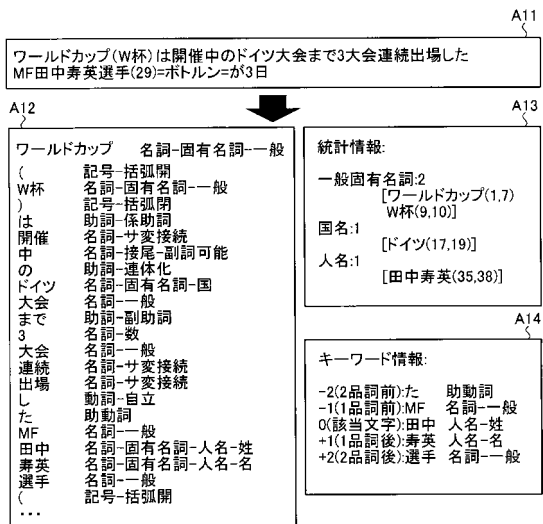 A11
ワールドカップ(W杯)は開催中のドイツ大会まで3大会連続出場した
MF田中寿英選手(29)=ボトルン=が3日
A12
ワールドカップ 名詞-固有名詞-一般
( 記号-括弧開
W杯 名詞-固有名詞-一般
) 記号-括弧閉
は 助詞-係助詞
開催 名詞-サ変接続
中 名詞-接尾-副詞可能
の 助詞-連体化
ドイツ 名詞-固有名詞-国
大会 名詞-一般
まで 助詞-副助詞
3 名詞-数
大会 名詞-一般
連続 名詞-サ変接続
出場 名詞-サ変接続
し 動詞-自立
た 助動詞
MF 名詞-一般
田中 名詞-固有名詞-人名-姓
寿英 名詞-固有名詞-人名-名
選手 名詞-一般
( 記号-括弧開
・・・
A13
統計情報:
一般固有名詞:2
[ワールドカップ(1,7)
W杯(9,10)]
国名:1
[ドイツ(17,19)]
人名:1
[田中寿英(35,38)]
A14
キーワード情報:
-2(2品詞前):た 助動詞
-1(1品詞前):MF 名詞-一般
0(該当文字):田中 人名-姓
+1(1品詞後):寿英 人名-名
+2(2品詞後):選手 名詞-一般